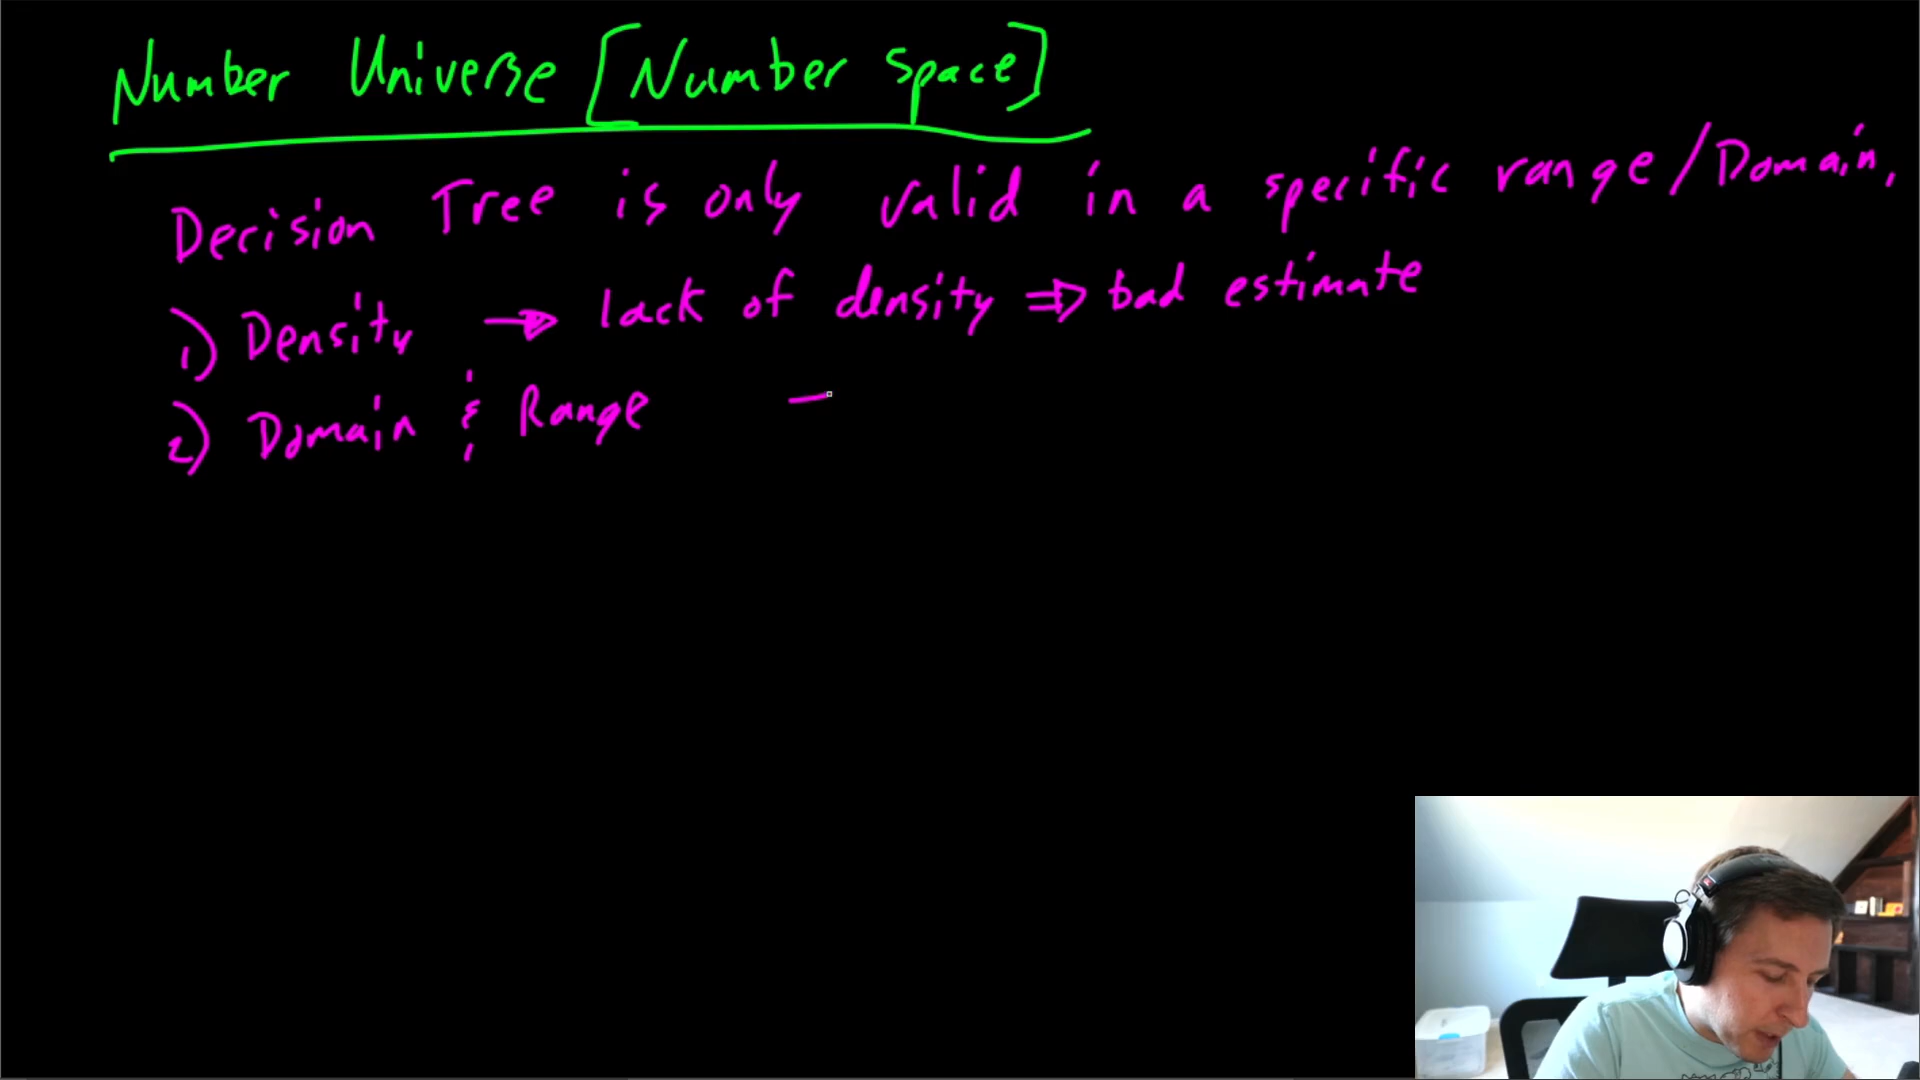 Number Universe [Number Space]
Decision Tree is only valid in a specific range/Domain,
1) Density → lack of density ⇒ bad estimate
2) Domain & Range —